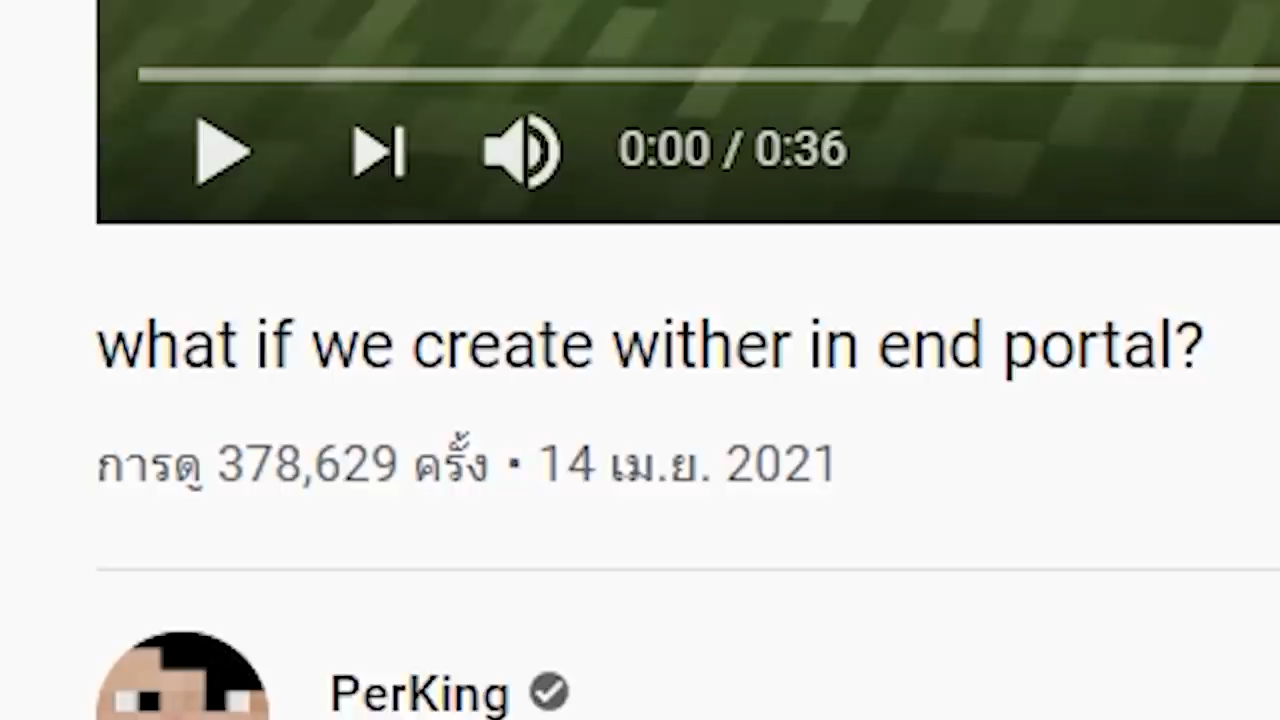 0:00 / 0:36
what if we create wither in end portal?
การดู 378,629 ครั้ง • 14 เม.ย. 2021
PerKing